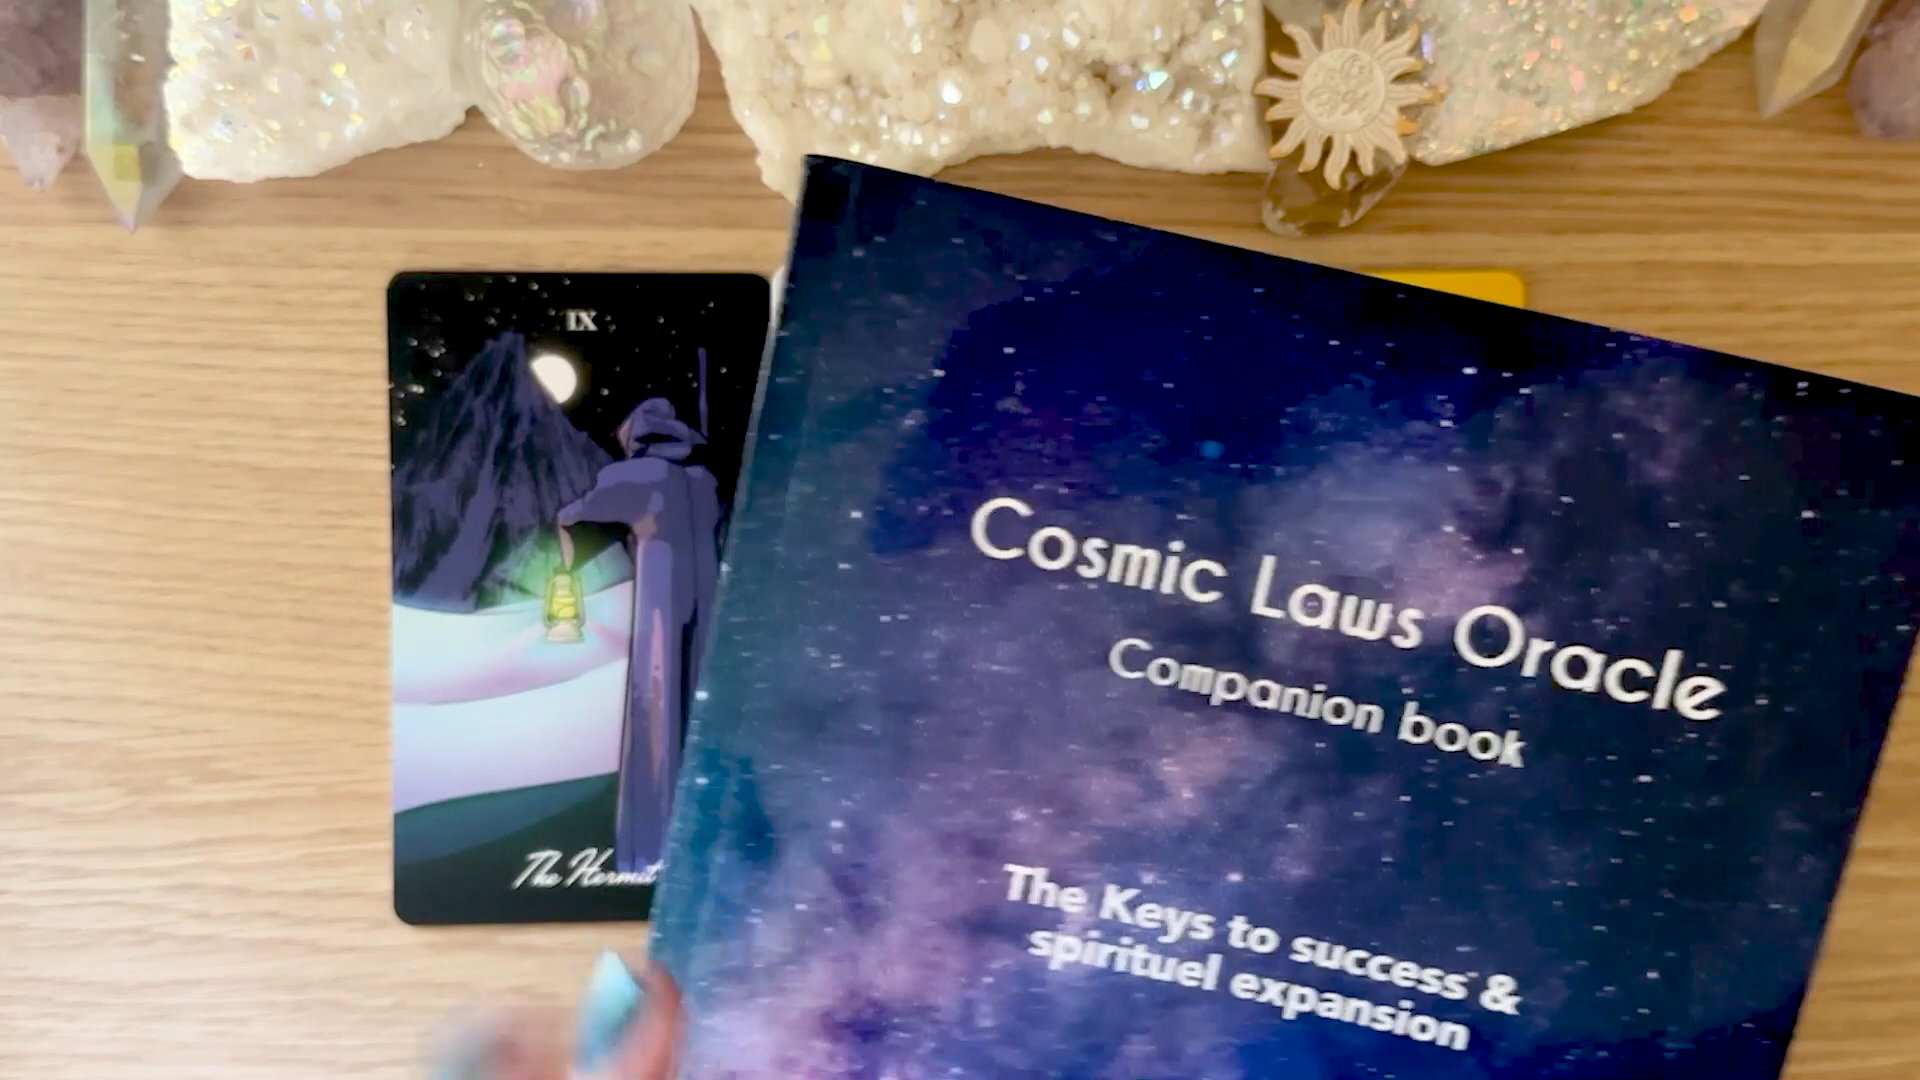 IX
The Hermit
Cosmic Laws Oracle
Companion book
The Keys to success &
spirituel expansion